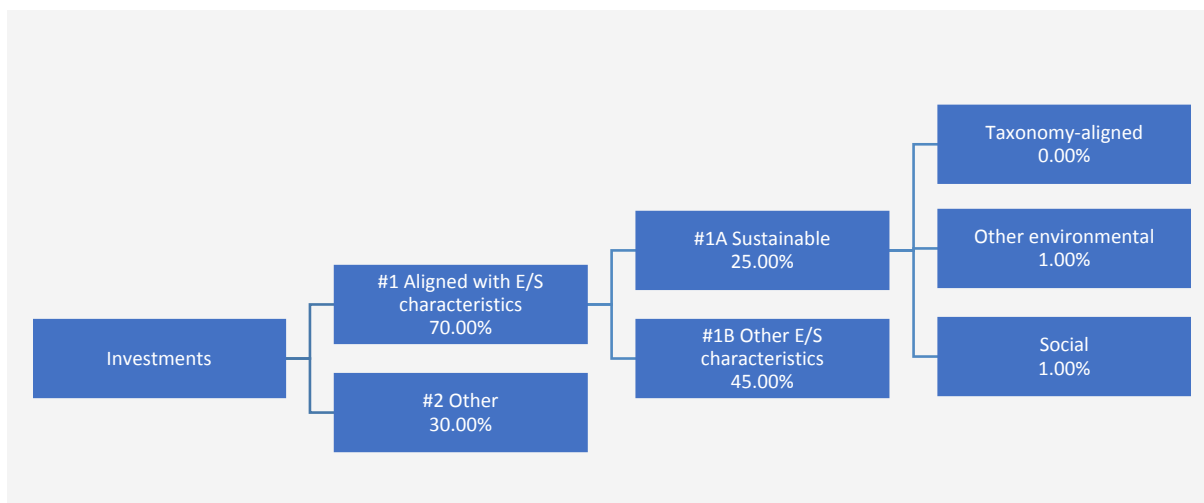 Investments
#1 Aligned with E/S
characteristics
70.00%
#2 Other
30.00%
#1A Sustainable
25.00%
#1B Other E/S
characteristics
45.00%
Taxonomy-aligned
0.00%
Other environmental
1.00%
Social
1.00%